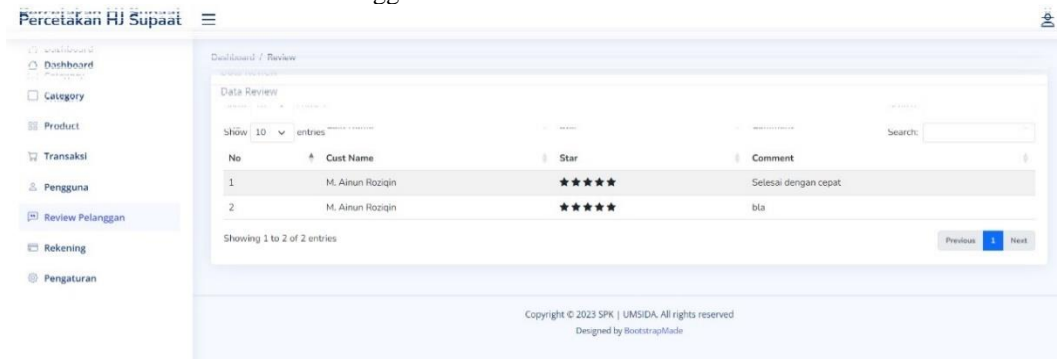 Percetakan HJ Supaat
Dashboard
Category
Product
Transaksi
Pengguna
Review Pelanggan
Rekening
Pengaturan
Dashboard / Review
Data Review
Show 10 entries
Search:
No Cust Name Star Comment
1 M. Ainun Roziqin ★★★★★ Selesai dengan cepat
2 M. Ainun Roziqin ★★★★★ bla
Showing 1 to 2 of 2 entries
Previous 1 Next
Copyright © 2023 SPK | UMSIDA. All rights reserved
Designed by BootstrapMade